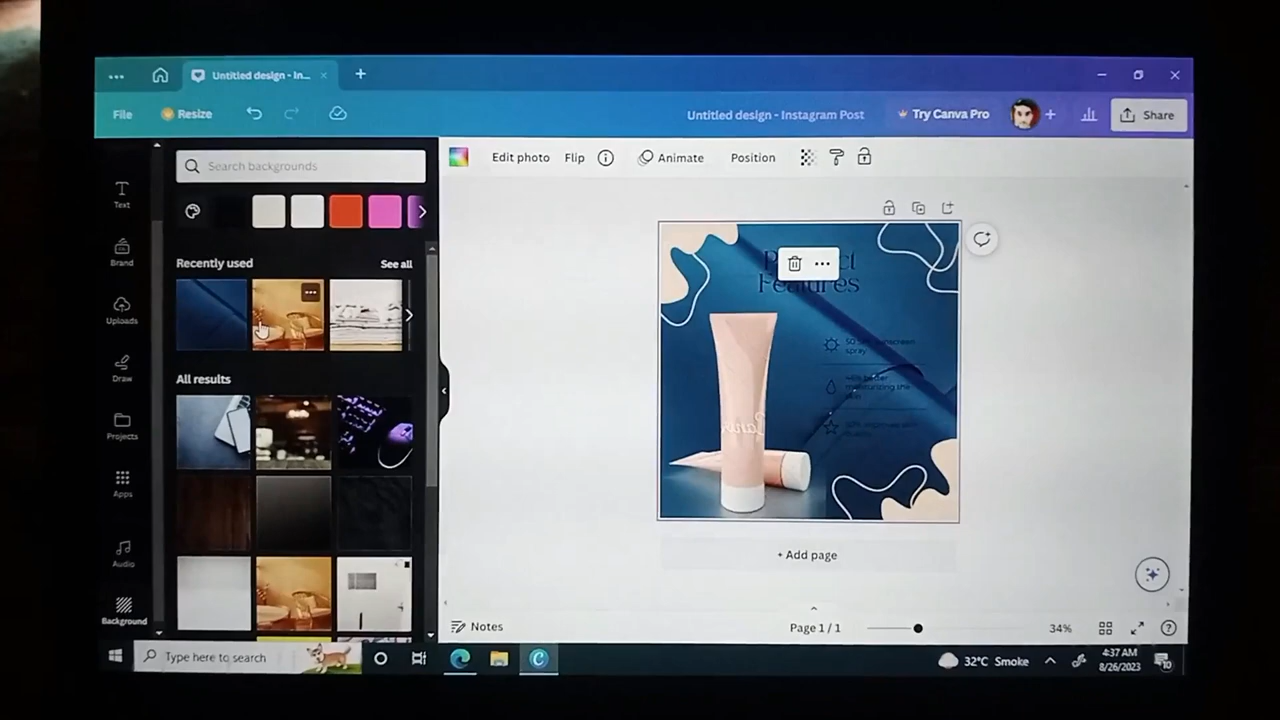 Untitled design - In...
File
Resize
Untitled design - Instagram Post
Try Canva Pro
Share
Search backgrounds
Edit photo
Flip
Animate
Position
Text
Brand
Uploads
Draw
Projects
Apps
Audio
Background
Recently used
See all
All results
Features
spray
+ Add page
Notes
Page 1 / 1
34%
Type here to search
32°C Smoke
4:37 AM
8/26/2023